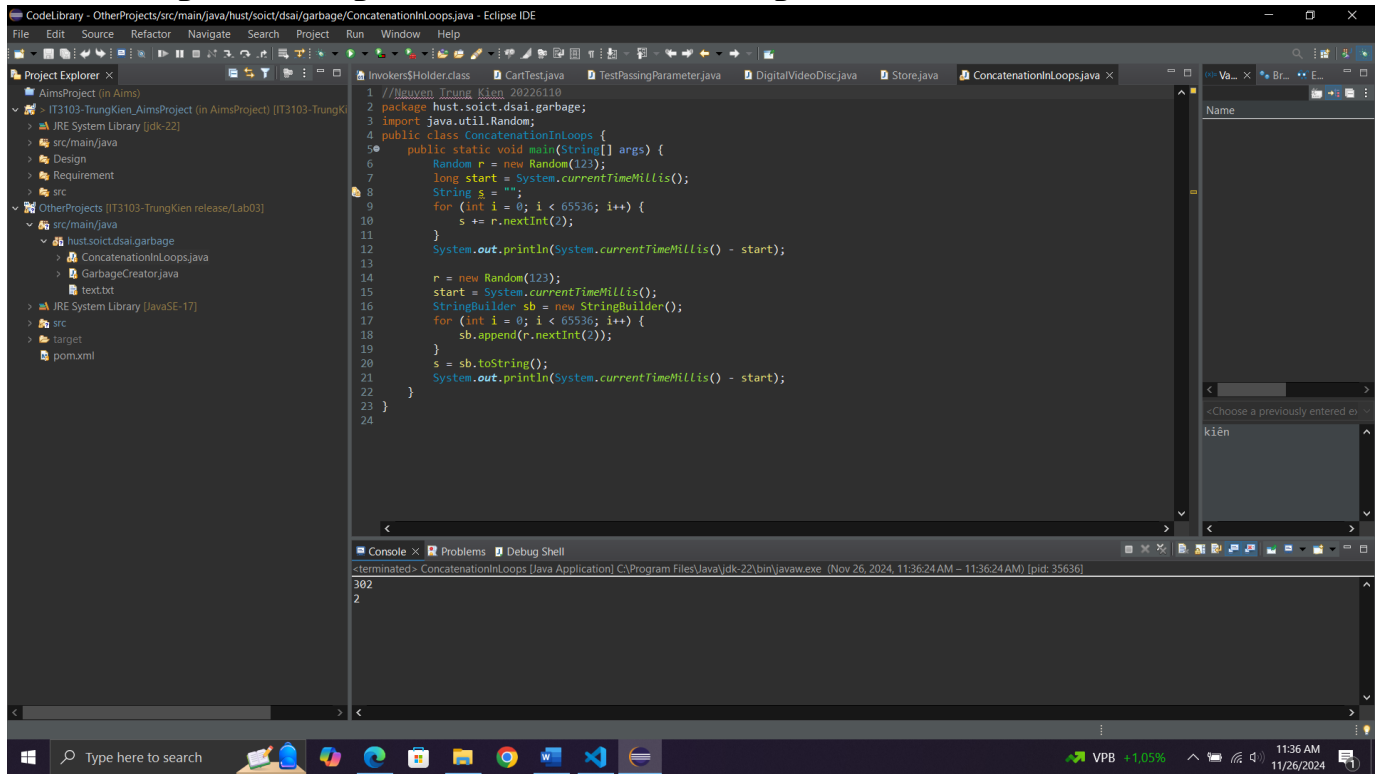 CodeLibrary - OtherProjects/src/main/java/hust/soict/dsai/garbage/ConcatenationInLoops.java - Eclipse IDE
File Edit Source Refactor Navigate Search Project Run Window Help
Project Explorer
AimsProject (in Aims)
> IT3103-TrungKien_AimsProject (in AimsProject) [IT3103-TrungKi
JRE System Library [jdk-22]
src/main/java
Design
Requirement
src
OtherProjects [IT3103-TrungKien release/Lab03]
src/main/java
hust.soict.dsai.garbage
ConcatenationInLoops.java
GarbageCreator.java
text.txt
JRE System Library [JavaSE-17]
src
target
pom.xml
Invokers$Holder.class CartTest.java TestPassingParameter.java DigitalVideoDisc.java Store.java ConcatenationInLoops.java
1 //Nguyen Trung Kien 20226110
2 package hust.soict.dsai.garbage;
3 import java.util.Random;
4 public class ConcatenationInLoops {
5 public static void main(String[] args) {
6 Random r = new Random(123);
7 long start = System.currentTimeMillis();
8 String s = "";
9 for (int i = 0; i < 65536; i++) {
10 s += r.nextInt(2);
11 }
12 System.out.println(System.currentTimeMillis() - start);
13
14 r = new Random(123);
15 start = System.currentTimeMillis();
16 StringBuilder sb = new StringBuilder();
17 for (int i = 0; i < 65536; i++) {
18 sb.append(r.nextInt(2));
19 }
20 s = sb.toString();
21 System.out.println(System.currentTimeMillis() - start);
22 }
23 }
24
Va... Br... E...
Name
<Choose a previously entered ex
kiên
Console Problems Debug Shell
<terminated> ConcatenationInLoops [Java Application] C:\Program Files\Java\jdk-22\bin\javaw.exe (Nov 26, 2024, 11:36:24 AM – 11:36:24 AM) [pid: 35636]
302
2
Type here to search
VPB +1,05%
11:36 AM
11/26/2024
1